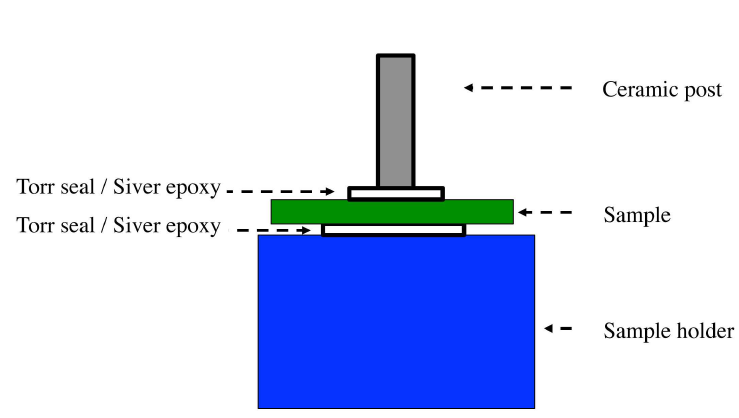 Ceramic post
Torr seal / Siver epoxy
Sample
Torr seal / Siver epoxy
Sample holder